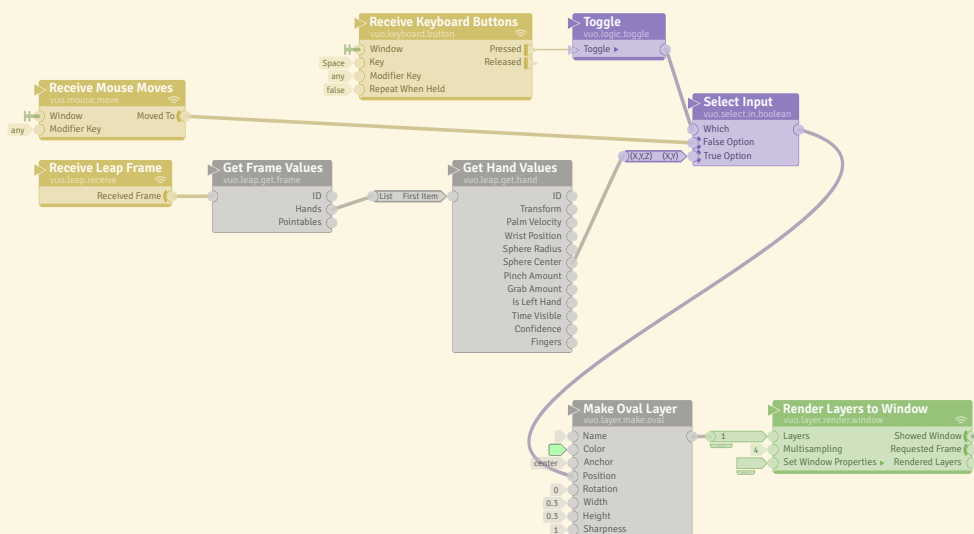 Receive Keyboard Buttons
vuo.keyboard.button
Window Pressed
Space Key Released
any Modifier Key
false Repeat When Held
Toggle
vuo.logic.toggle
Toggle ▸
Receive Mouse Moves
vuo.mouse.move
Window Moved To
any Modifier Key
Select Input
vuo.select.in.boolean
Which
False Option
(X,Y,Z) (X,Y) True Option
Receive Leap Frame
vuo.leap.receive
Received Frame
Get Frame Values
vuo.leap.get.frame
ID
Hands
Pointables
List First Item
Get Hand Values
vuo.leap.get.hand
ID
Transform
Palm Velocity
Wrist Position
Sphere Radius
Sphere Center
Pinch Amount
Grab Amount
Is Left Hand
Time Visible
Confidence
Fingers
Make Oval Layer
vuo.layer.make.oval
Name
Color
center Anchor
Position
0 Rotation
0.3 Width
0.3 Height
1 Sharpness
Render Layers to Window
vuo.layer.render.window
1 Layers Showed Window
4 Multisampling Requested Frame
Set Window Properties ▸ Rendered Layers